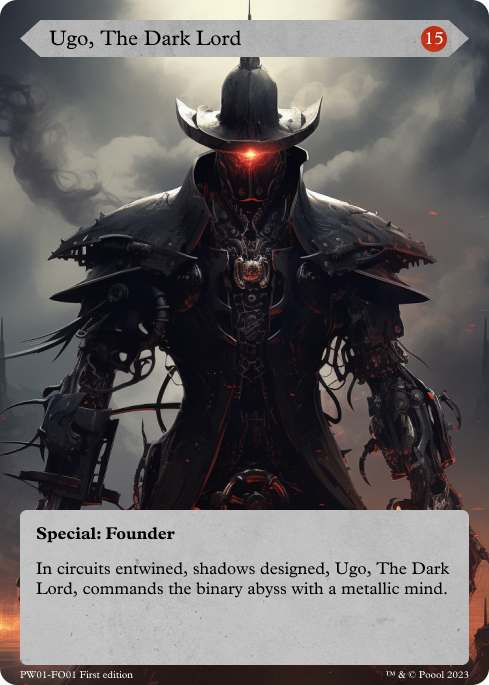 Ugo, The Dark Lord
15
Special: Founder
In circuits entwined, shadows designed, Ugo, The Dark
Lord, commands the binary abyss with a metallic mind.
PW01-FO01 First edition
™ & © Poool 2023